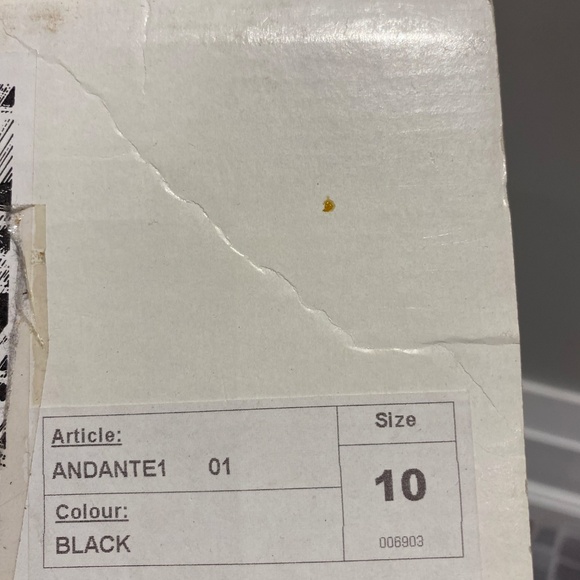 Article:
ANDANTE1 01
Colour:
BLACK
Size
10
006903